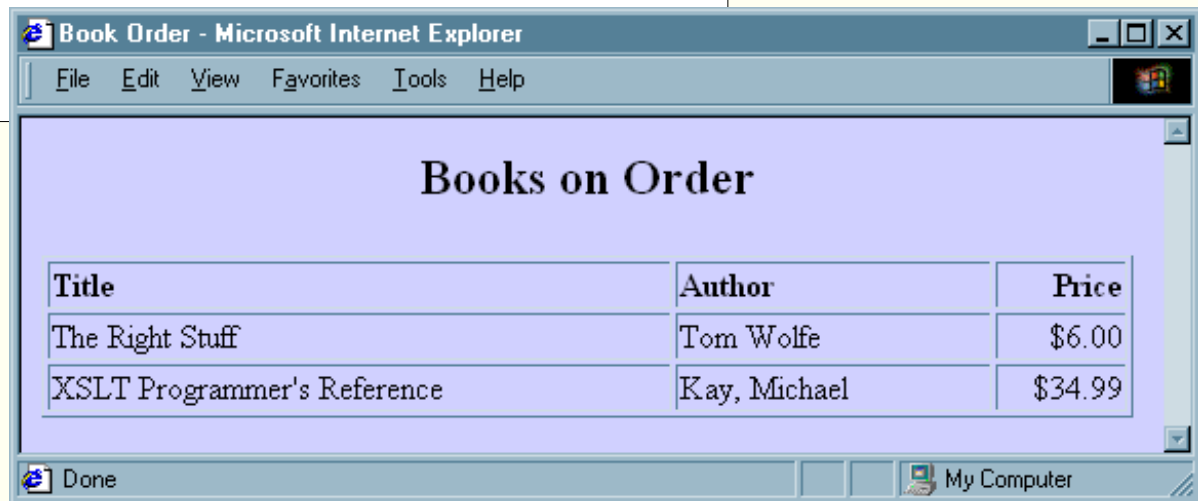 Book Order - Microsoft Internet Explorer
File Edit View Favorites Tools Help
Books on Order
Title Author Price
The Right Stuff Tom Wolfe $6.00
XSLT Programmer's Reference Kay, Michael $34.99
Done My Computer